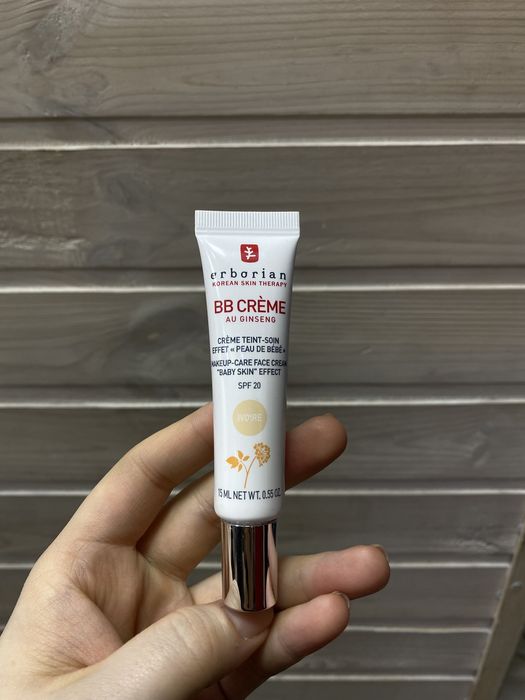 erborian
KOREAN SKIN THERAPY
BB CRÈME
AU GINSENG
CRÈME TEINT-SOIN
EFFET « PEAU DE BÉBÉ »
MAKEUP-CARE FACE CREAM
"BABY SKIN" EFFECT
SPF 20
IVOIRE
15 ML NET WT. 0.55 OZ.